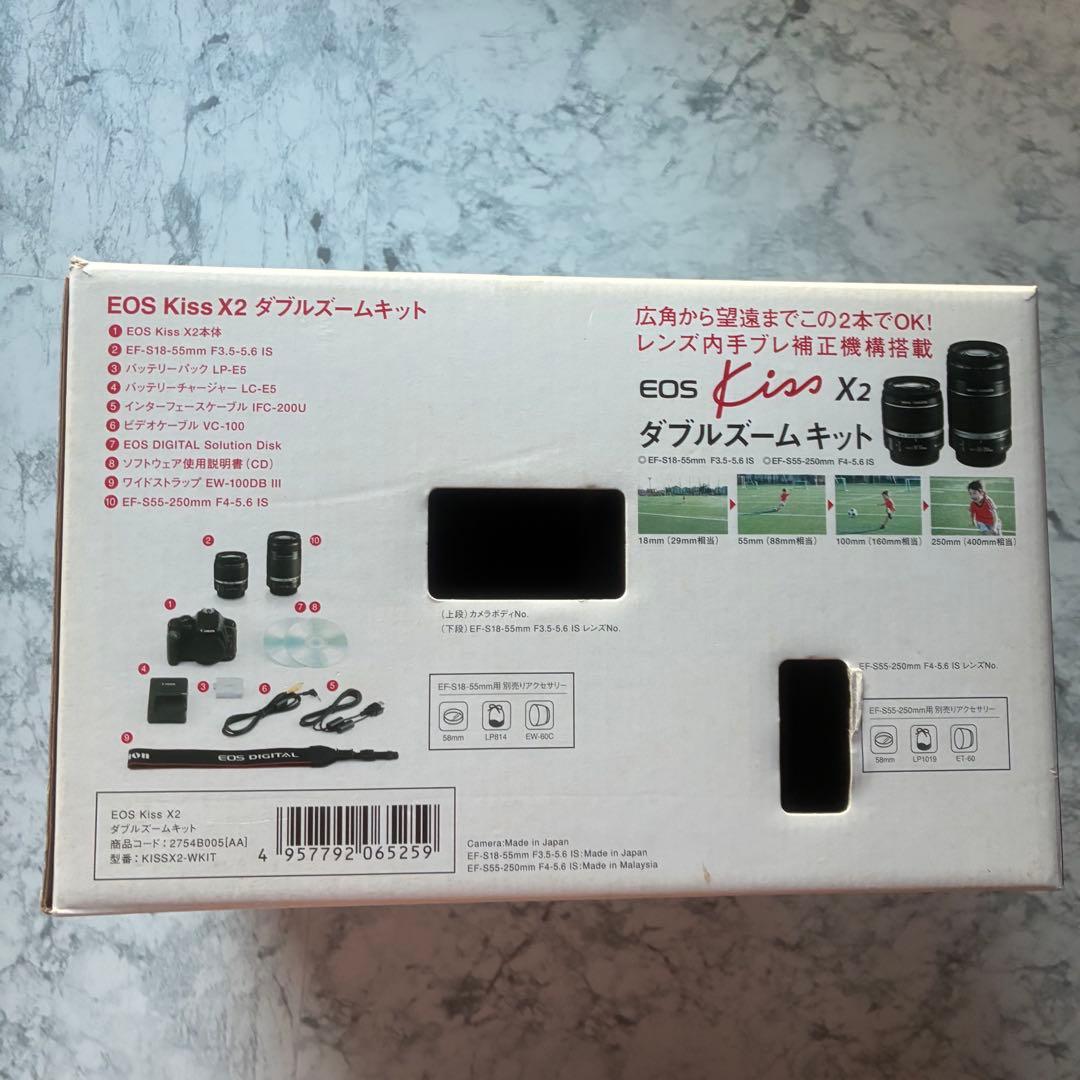 EOS Kiss X2 ダブルズームキット
1 EOS Kiss X2本体
2 EF-S18-55mm F3.5-5.6 IS
3 バッテリーパック LP-E5
4 バッテリーチャージャー LC-E5
5 インターフェースケーブル IFC-200U
6 ビデオケーブル VC-100
7 EOS DIGITAL Solution Disk
8 ソフトウェア使用説明書(CD)
9 ワイドストラップ EW-100DB III
10 EF-S55-250mm F4-5.6 IS
2
10
1
7 8
4
3
6
5
9
EOS DIGITAL
広角から望遠までこの2本でOK!
レンズ内手ブレ補正機構搭載
EOS Kiss X2
ダブルズームキット
◎EF-S18-55mm F3.5-5.6 IS ◎EF-S55-250mm F4-5.6 IS
18mm(29mm相当) 55mm(88mm相当) 100mm(160mm相当) 250mm(400mm相当)
(上段)カメラボディNo.
(下段)EF-S18-55mm F3.5-5.6 IS レンズNo.
EF-S18-55mm用 別売りアクセサリー
58mm LP814 EW-60C
EF-S55-250mm F4-5.6 IS レンズNo.
EF-S55-250mm用 別売りアクセサリー
58mm LP1019 ET-60
EOS Kiss X2
ダブルズームキット
商品コード:2754B005[AA]
型番:KISSX2-WKIT
4 957792 065259
Camera:Made in Japan
EF-S18-55mm F3.5-5.6 IS:Made in Japan
EF-S55-250mm F4-5.6 IS:Made in Malaysia